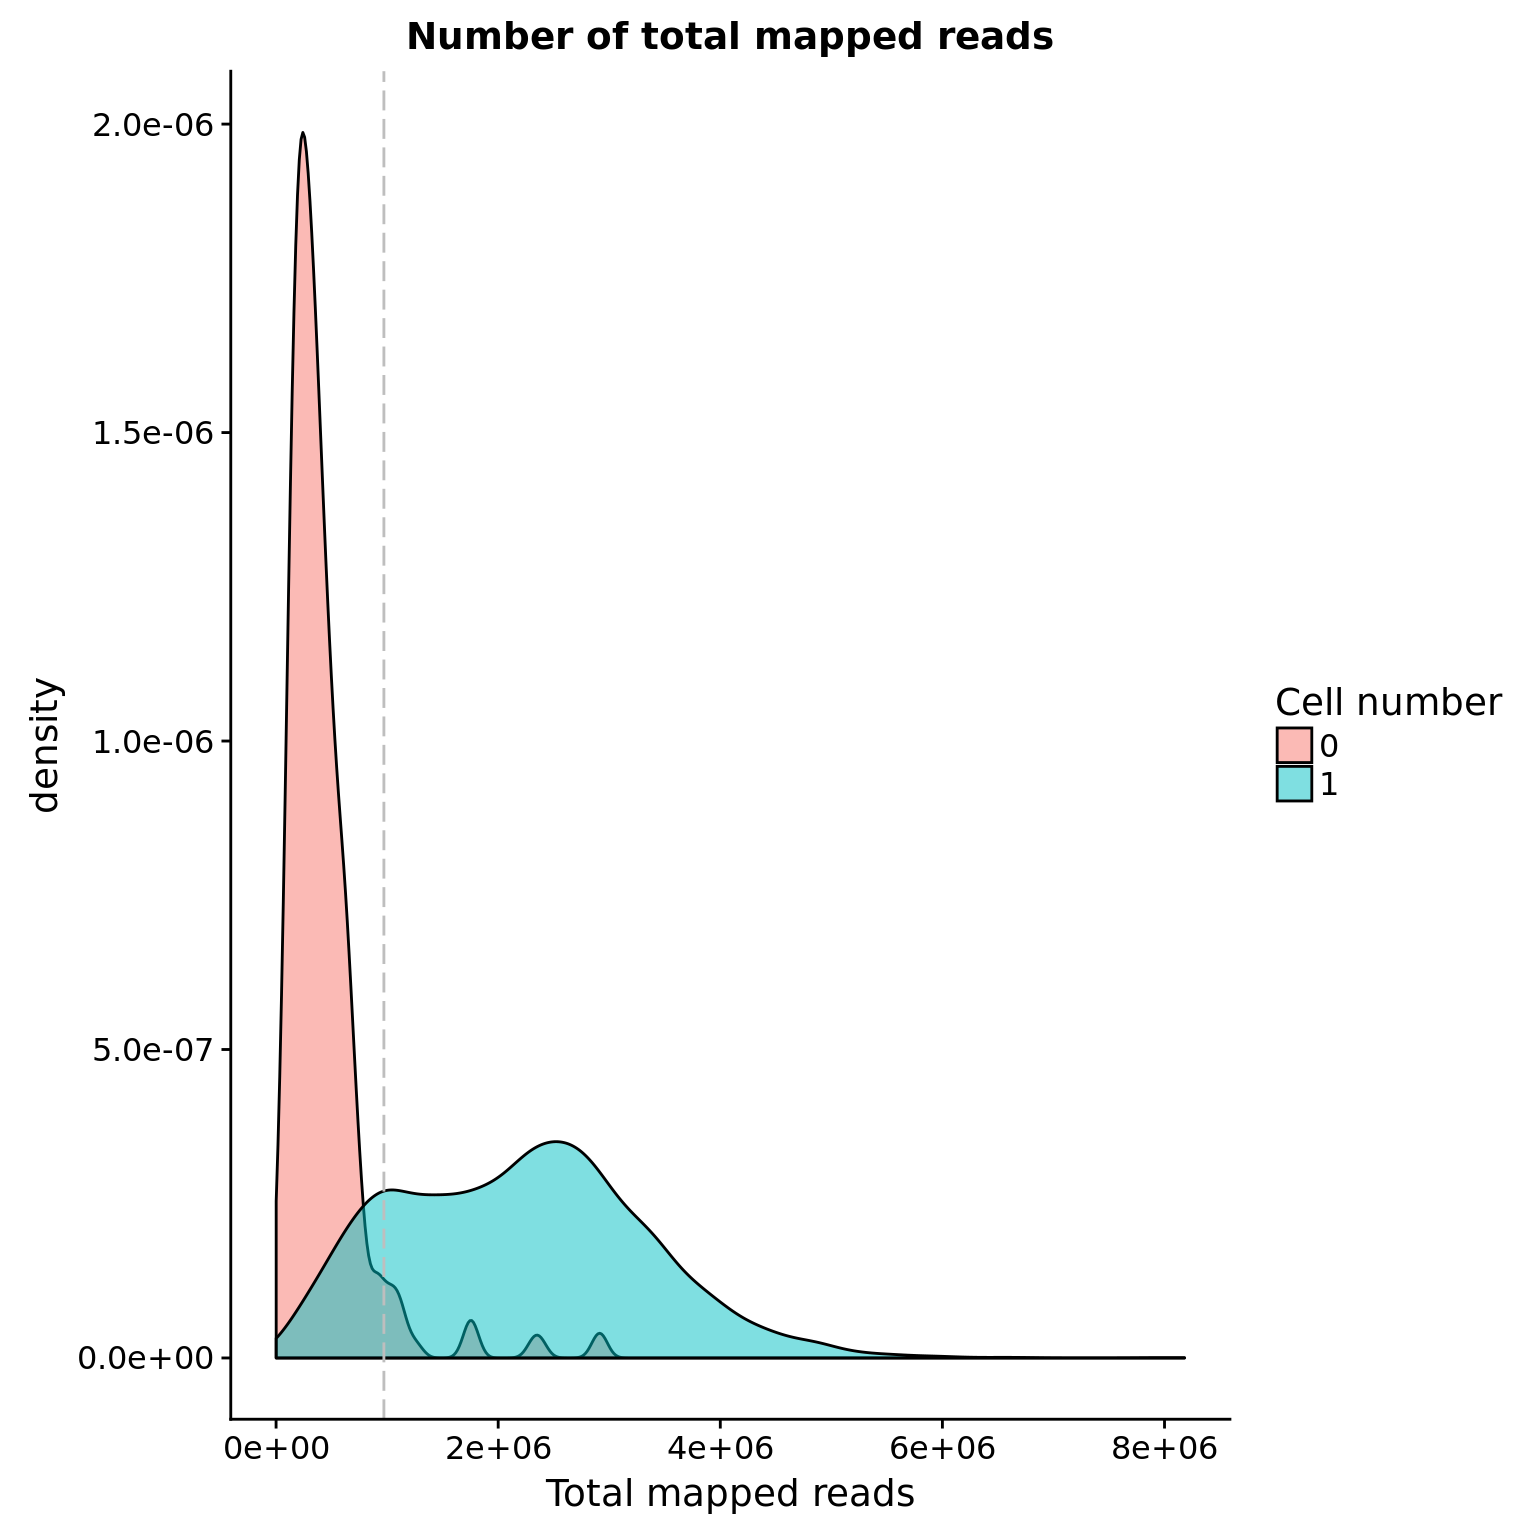 Number of total mapped reads
2.0e-06
1.5e-06
1.0e-06
5.0e-07
0.0e+00
density
0e+00 2e+06 4e+06 6e+06 8e+06
Total mapped reads
Cell number
0
1